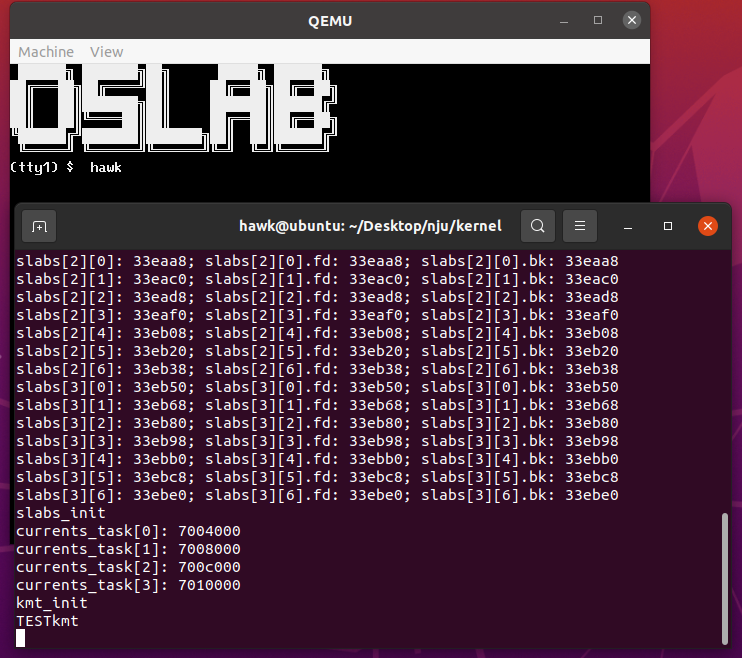 QEMU
Machine View
OSLAB
(tty1) $ hawk
hawk@ubuntu: ~/Desktop/nju/kernel
slabs[2][0]: 33eaa8; slabs[2][0].fd: 33eaa8; slabs[2][0].bk: 33eaa8
slabs[2][1]: 33eac0; slabs[2][1].fd: 33eac0; slabs[2][1].bk: 33eac0
slabs[2][2]: 33ead8; slabs[2][2].fd: 33ead8; slabs[2][2].bk: 33ead8
slabs[2][3]: 33eaf0; slabs[2][3].fd: 33eaf0; slabs[2][3].bk: 33eaf0
slabs[2][4]: 33eb08; slabs[2][4].fd: 33eb08; slabs[2][4].bk: 33eb08
slabs[2][5]: 33eb20; slabs[2][5].fd: 33eb20; slabs[2][5].bk: 33eb20
slabs[2][6]: 33eb38; slabs[2][6].fd: 33eb38; slabs[2][6].bk: 33eb38
slabs[3][0]: 33eb50; slabs[3][0].fd: 33eb50; slabs[3][0].bk: 33eb50
slabs[3][1]: 33eb68; slabs[3][1].fd: 33eb68; slabs[3][1].bk: 33eb68
slabs[3][2]: 33eb80; slabs[3][2].fd: 33eb80; slabs[3][2].bk: 33eb80
slabs[3][3]: 33eb98; slabs[3][3].fd: 33eb98; slabs[3][3].bk: 33eb98
slabs[3][4]: 33ebb0; slabs[3][4].fd: 33ebb0; slabs[3][4].bk: 33ebb0
slabs[3][5]: 33ebc8; slabs[3][5].fd: 33ebc8; slabs[3][5].bk: 33ebc8
slabs[3][6]: 33ebe0; slabs[3][6].fd: 33ebe0; slabs[3][6].bk: 33ebe0
slabs_init
currents_task[0]: 7004000
currents_task[1]: 7008000
currents_task[2]: 700c000
currents_task[3]: 7010000
kmt_init
TESTkmt